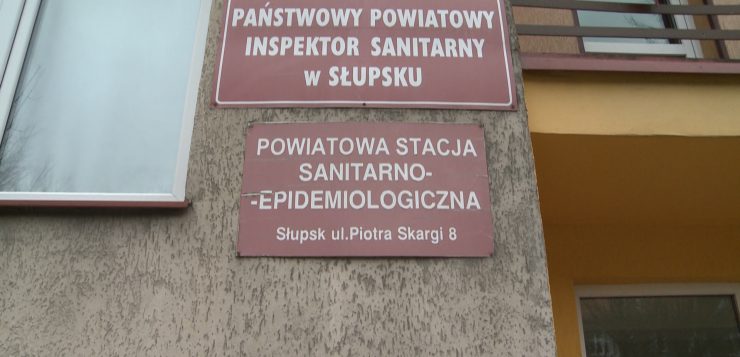 PAŃSTWOWY POWIATOWY
INSPEKTOR SANITARNY
w SŁUPSKU
POWIATOWA STACJA
SANITARNO-
-EPIDEMIOLOGICZNA
Słupsk ul.Piotra Skargi 8